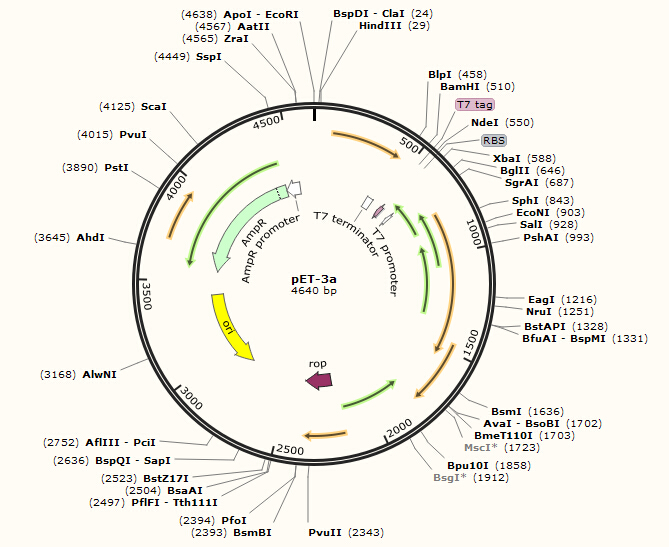 (4638) ApoI - EcoRI
(4567) AatII
(4565) ZraI
(4449) SspI
(4125) ScaI
(4015) PvuI
(3890) PstI
(3645) AhdI
(3168) AlwNI
(2752) AflIII - PciI
(2636) BspQI - SapI
(2523) BstZ17I
(2504) BsaAI
(2497) PflFI - Tth111I
(2394) PfoI
(2393) BsmBI
BspDI - ClaI (24)
HindIII (29)
BlpI (458)
BamHI (510)
T7 tag
NdeI (550)
RBS
XbaI (588)
BglII (646)
SgrAI (687)
SphI (843)
EcoNI (903)
SalI (928)
PshAI (993)
EagI (1216)
NruI (1251)
BstAPI (1328)
BfuAI - BspMI (1331)
BsmI (1636)
AvaI - BsoBI (1702)
BmeT110I (1703)
MscI* (1723)
Bpu10I (1858)
BsgI* (1912)
PvuII (2343)
500
1000
1500
2000
2500
3000
3500
4000
4500
AmpR
AmpR promoter
T7 terminator
T7 promoter
pET-3a
4640 bp
ori
rop